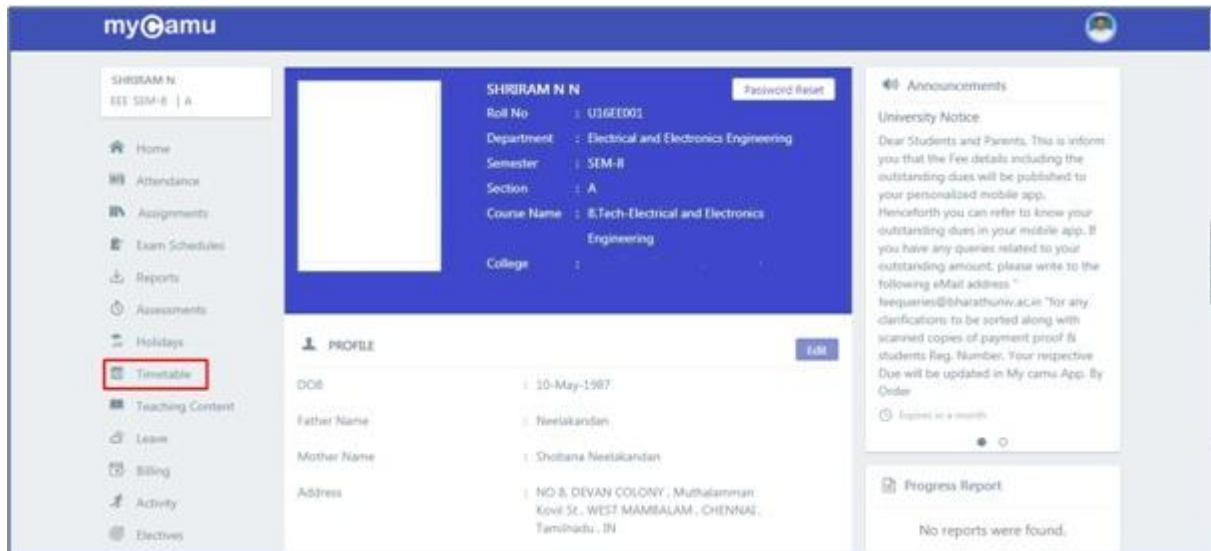 myCamu
SHRIRAM N
EEE SEM-8 | A
Home
Attendance
Assignments
Exam Schedules
Reports
Assessments
Holidays
Timetable
Teaching Content
Leave
Billing
Activity
Electives
SHRIRAM N N
Password Reset
Roll No : U16EE001
Department : Electrical and Electronics Engineering
Semester : SEM-8
Section : A
Course Name : B.Tech-Electrical and Electronics
Engineering
College :
PROFILE
Edit
DOB : 10-May-1987
Father Name : Neelakandan
Mother Name : Shobana Neelakandan
Address : NO 8, DEVAN COLONY , Muthalamman
Kovil St , WEST MAMBALAM , CHENNAI ,
Tamilnadu , IN
Announcements
University Notice
Dear Students and Parents, This is inform
you that the Fee details including the
outstanding dues will be published to
your personalized mobile app.
Henceforth you can refer to know your
outstanding dues in your mobile app. If
you have any queries related to your
outstanding amount, please write to the
following eMail address "
feequeries@bharathuniv.ac.in "for any
clarifications to be sorted along with
scanned copies of payment proof &
students Reg. Number. Your respective
Due will be updated in My camu App. By
Order
Expires in a month
Progress Report
No reports were found.